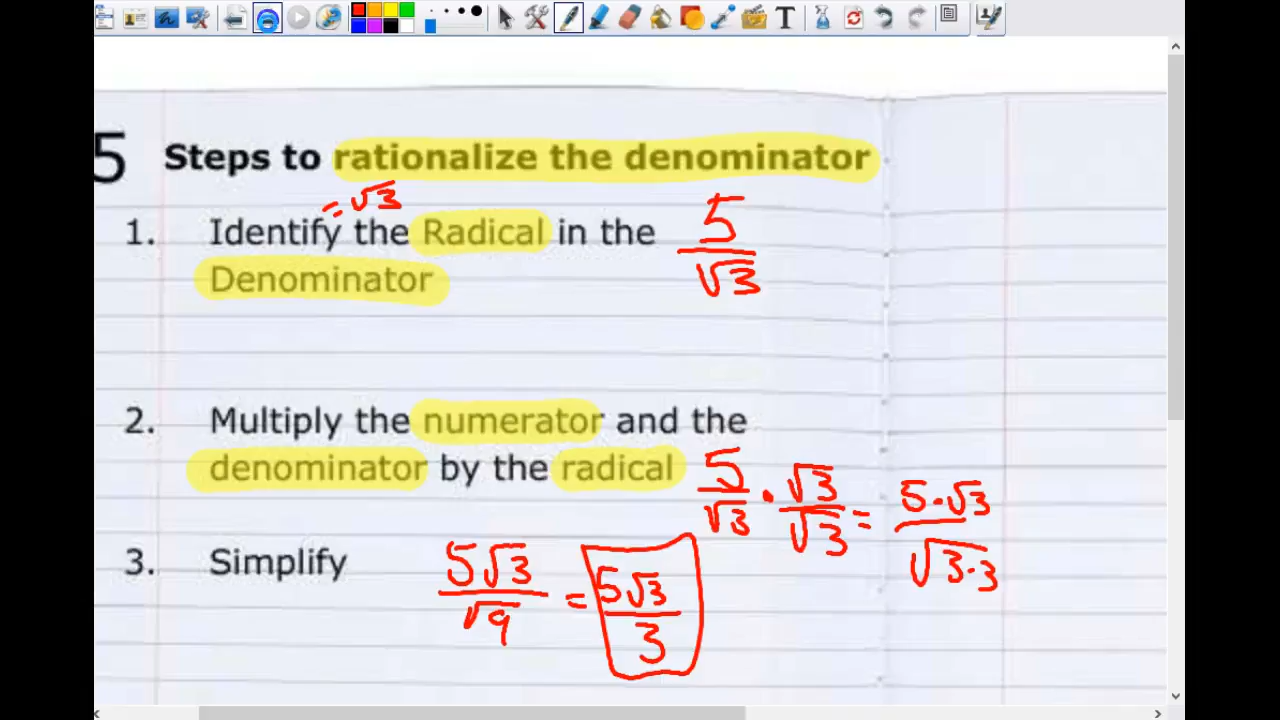 5 Steps to rationalize the denominator
= √3
1. Identify the Radical in the
Denominator
5
√3
2. Multiply the numerator and the
denominator by the radical
5/√3 · √3/√3 = 5·√3/√3·3
3. Simplify
5√3/√9 = 5√3/3